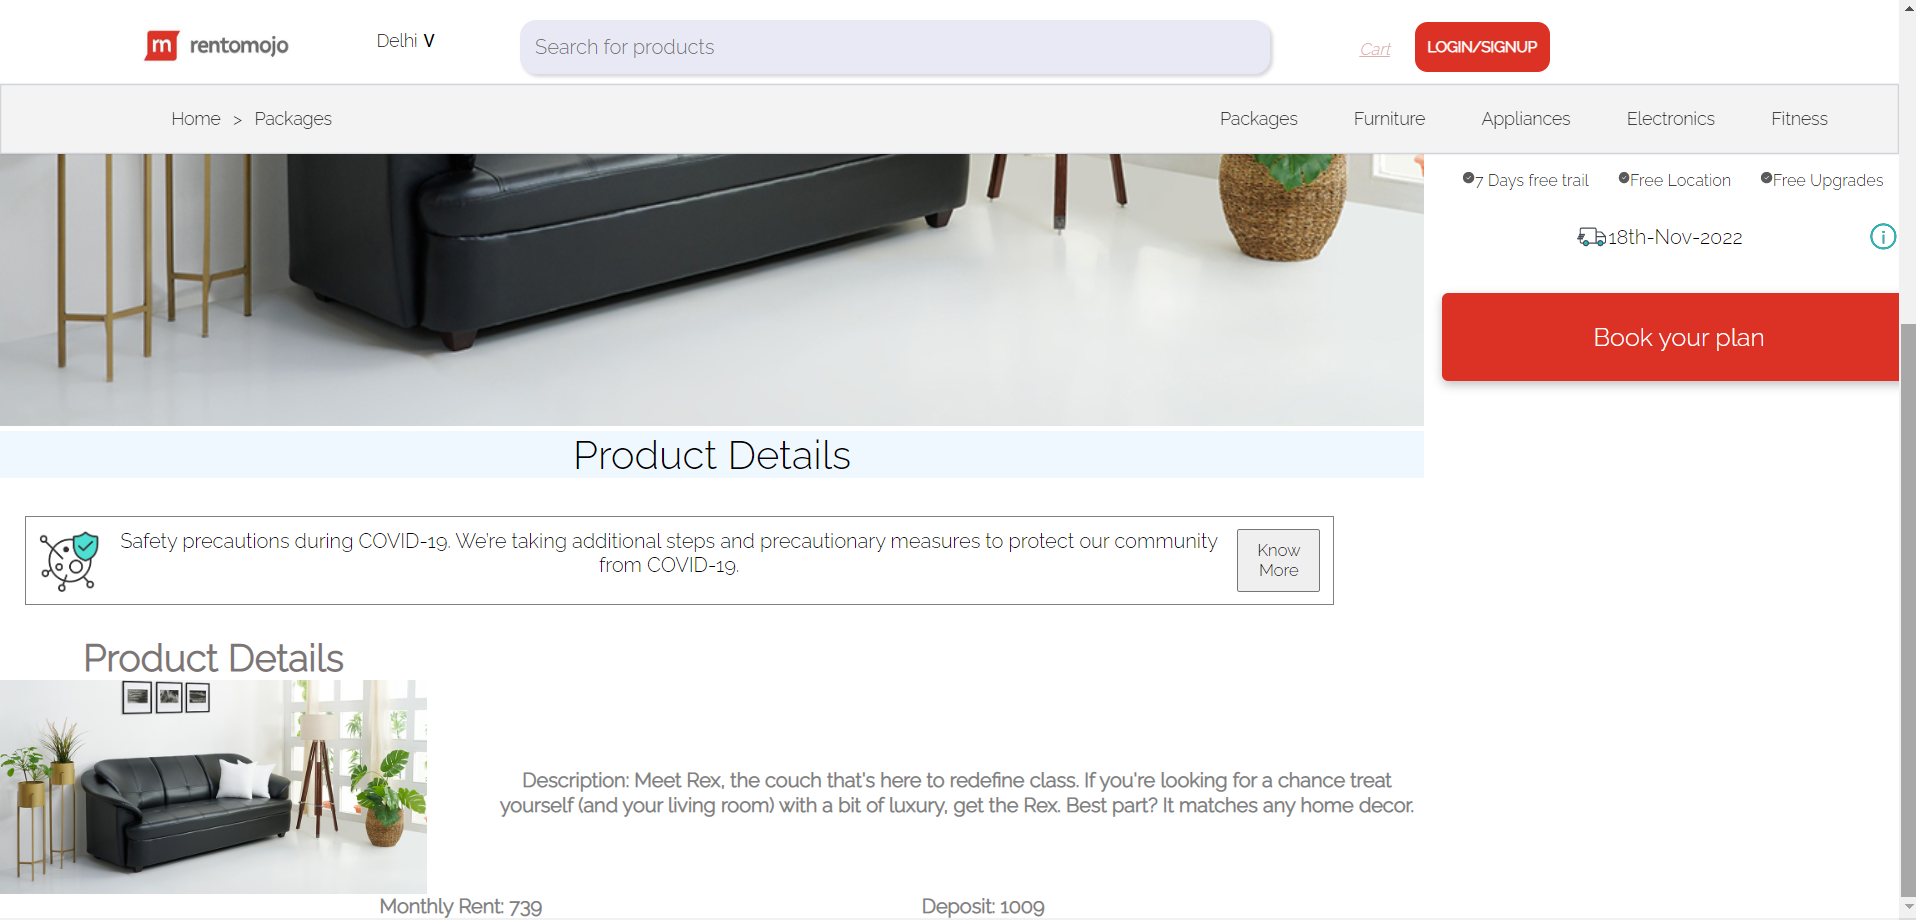 m rentomojo
Delhi V
Search for products
Cart
LOGIN/SIGNUP
Home > Packages
Packages Furniture Appliances Electronics Fitness
7 Days free trail Free Location Free Upgrades
18th-Nov-2022
i
Book your plan
Product Details
Safety precautions during COVID-19. We're taking additional steps and precautionary measures to protect our community
from COVID-19.
Know
More
Product Details
Description: Meet Rex, the couch that's here to redefine class. If you're looking for a chance treat
yourself (and your living room) with a bit of luxury, get the Rex. Best part? It matches any home decor.
Monthly Rent: 739
Deposit: 1009